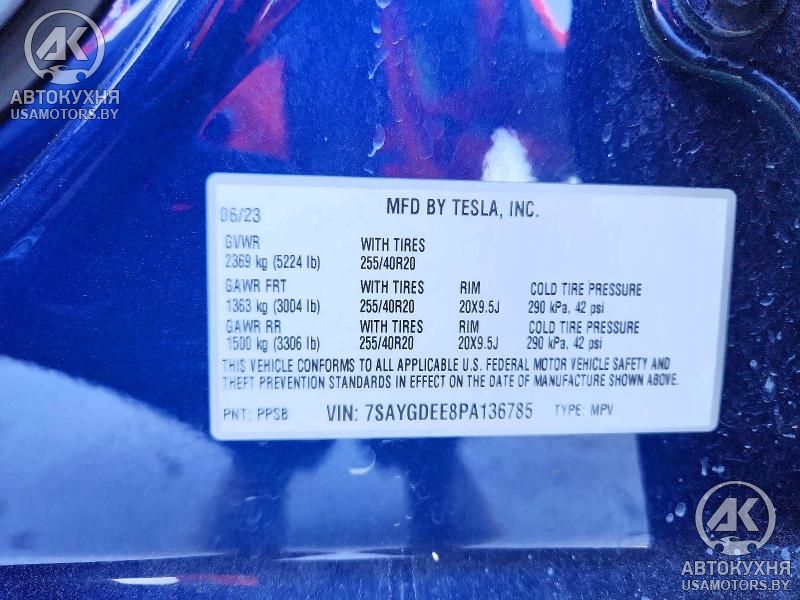 AK
АВТОКУХНЯ
USAMOTORS.BY
06/23 MFD BY TESLA, INC.
GVWR WITH TIRES
2369 kg (5224 lb) 255/40R20
GAWR FRT WITH TIRES RIM COLD TIRE PRESSURE
1363 kg (3004 lb) 255/40R20 20X9.5J 290 kPa, 42 psi
GAWR RR WITH TIRES RIM COLD TIRE PRESSURE
1500 kg (3306 lb) 255/40R20 20X9.5J 290 kPa, 42 psi
THIS VEHICLE CONFORMS TO ALL APPLICABLE U.S. FEDERAL MOTOR VEHICLE SAFETY AND
THEFT PREVENTION STANDARDS IN EFFECT ON THE DATE OF MANUFACTURE SHOWN ABOVE.
PNT: PPSB VIN: 7SAYGDEE8PA136785 TYPE: MPV
AK
АВТОКУХНЯ
USAMOTORS.BY